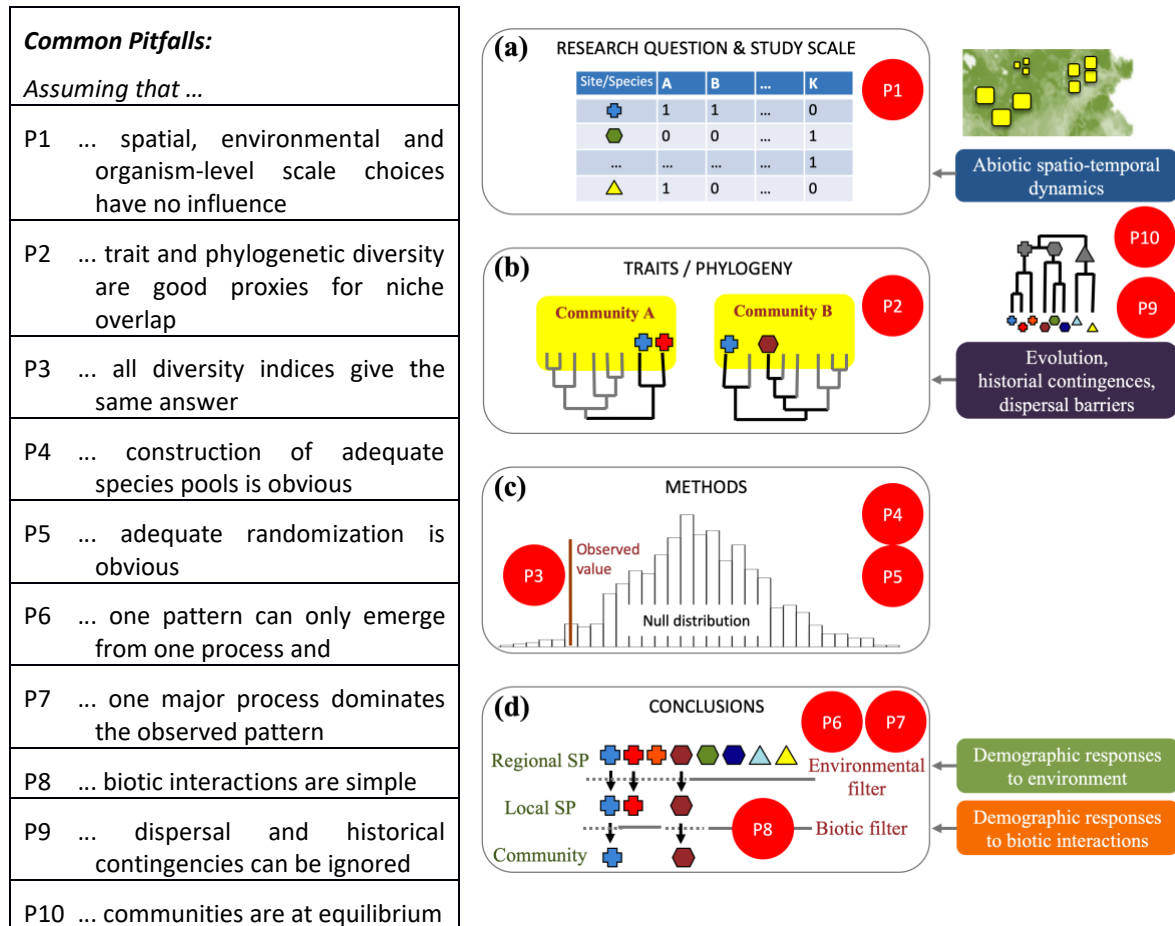 Common Pitfalls:
Assuming that ...
P1 ... spatial, environmental and
organism-level scale choices
have no influence
P2 ... trait and phylogenetic diversity
are good proxies for niche
overlap
P3 ... all diversity indices give the
same answer
P4 ... construction of adequate
species pools is obvious
P5 ... adequate randomization is
obvious
P6 ... one pattern can only emerge
from one process and
P7 ... one major process dominates
the observed pattern
P8 ... biotic interactions are simple
P9 ... dispersal and historical
contingencies can be ignored
P10 ... communities are at equilibrium
(a) RESEARCH QUESTION & STUDY SCALE
Site/Species A B ... K
1 1 ... 0
0 0 ... 1
... ... ... 1
1 0 ... 0
P1
Abiotic spatio-temporal
dynamics
(b) TRAITS / PHYLOGENY
Community A
Community B
P2
P10
P9
Evolution,
historial contingences,
dispersal barriers
(c) METHODS
P3
Observed
value
Null distribution
P4
P5
(d) CONCLUSIONS
P6
P7
Regional SP
Environmental
filter
Local SP
P8
Biotic filter
Community
Demographic responses
to environment
Demographic responses
to biotic interactions